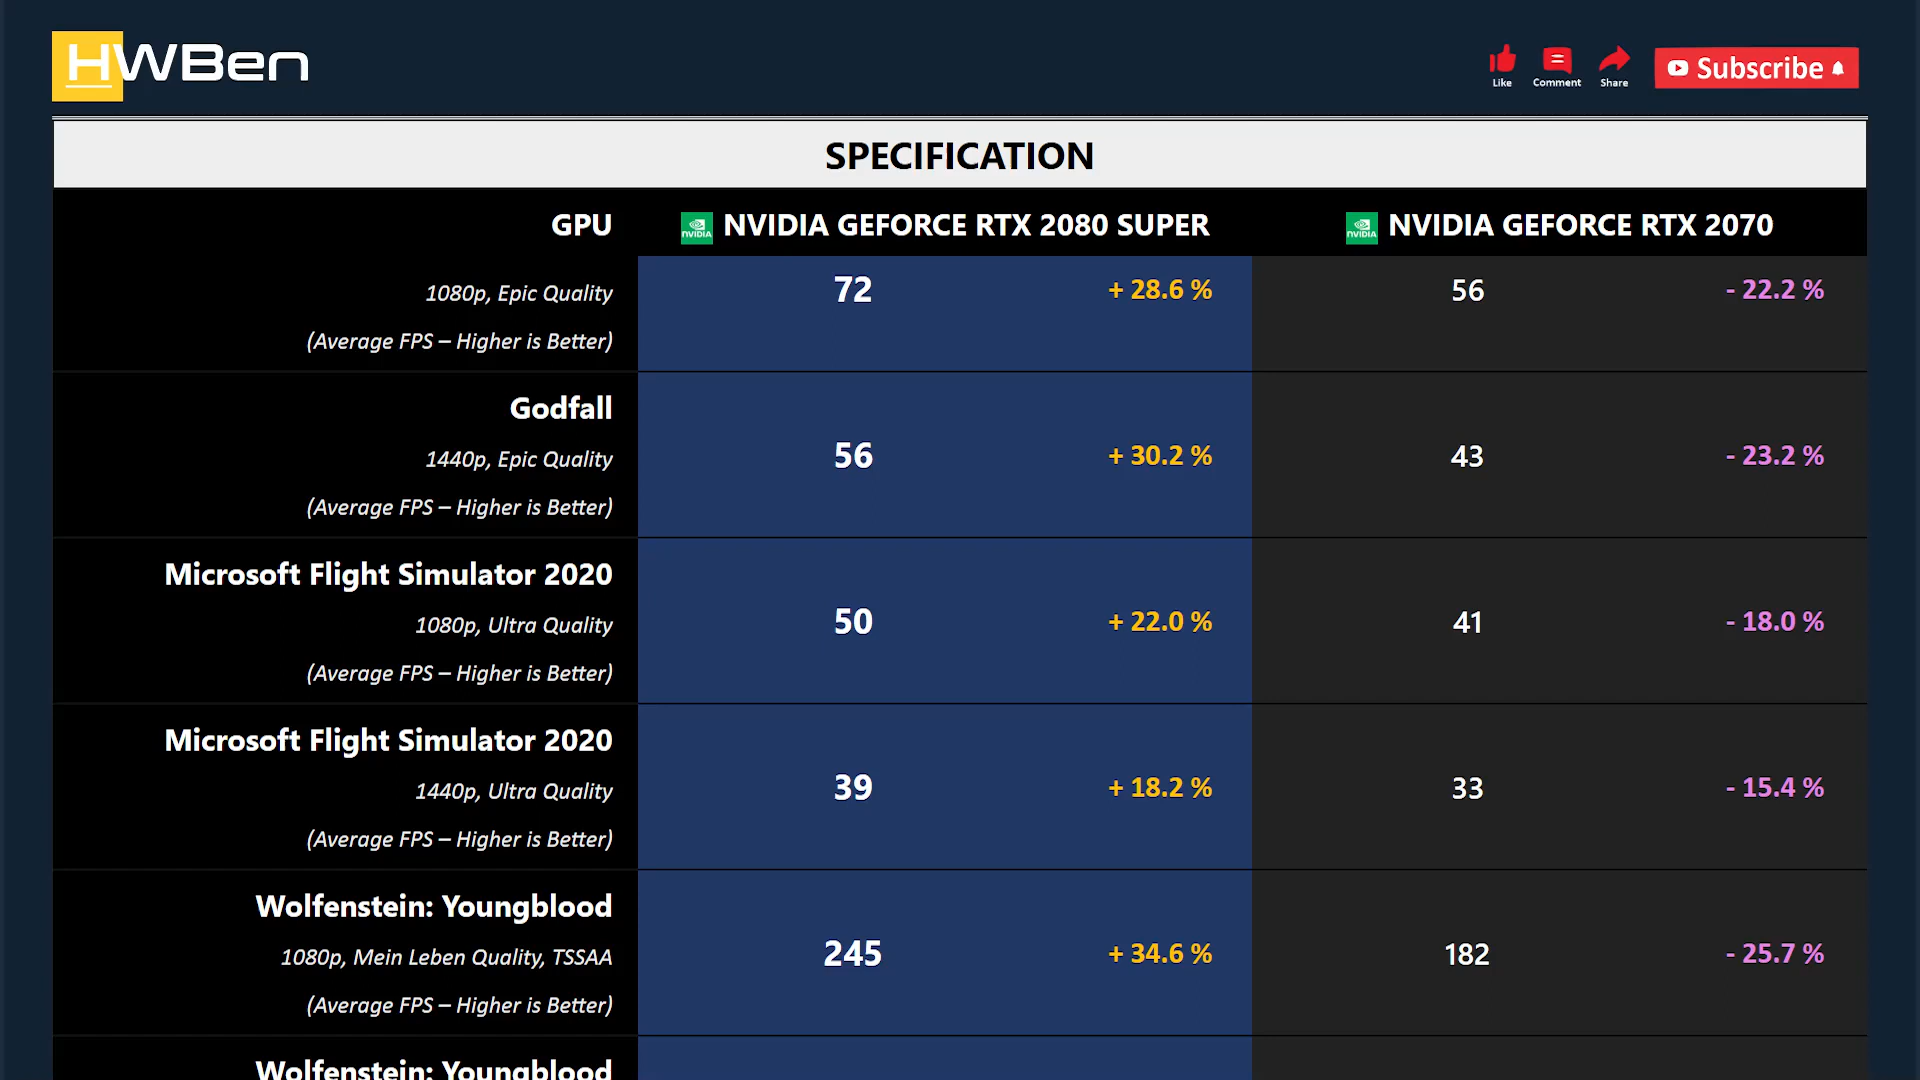 HWBen
Like
Comment
Share
Subscribe
SPECIFICATION
GPU
NVIDIA NVIDIA GEFORCE RTX 2080 SUPER
NVIDIA NVIDIA GEFORCE RTX 2070
1080p, Epic Quality
(Average FPS – Higher is Better)
72
+ 28.6 %
56
- 22.2 %
Godfall
1440p, Epic Quality
(Average FPS – Higher is Better)
56
+ 30.2 %
43
- 23.2 %
Microsoft Flight Simulator 2020
1080p, Ultra Quality
(Average FPS – Higher is Better)
50
+ 22.0 %
41
- 18.0 %
Microsoft Flight Simulator 2020
1440p, Ultra Quality
(Average FPS – Higher is Better)
39
+ 18.2 %
33
- 15.4 %
Wolfenstein: Youngblood
1080p, Mein Leben Quality, TSSAA
(Average FPS – Higher is Better)
245
+ 34.6 %
182
- 25.7 %
Wolfenstein: Youngblood